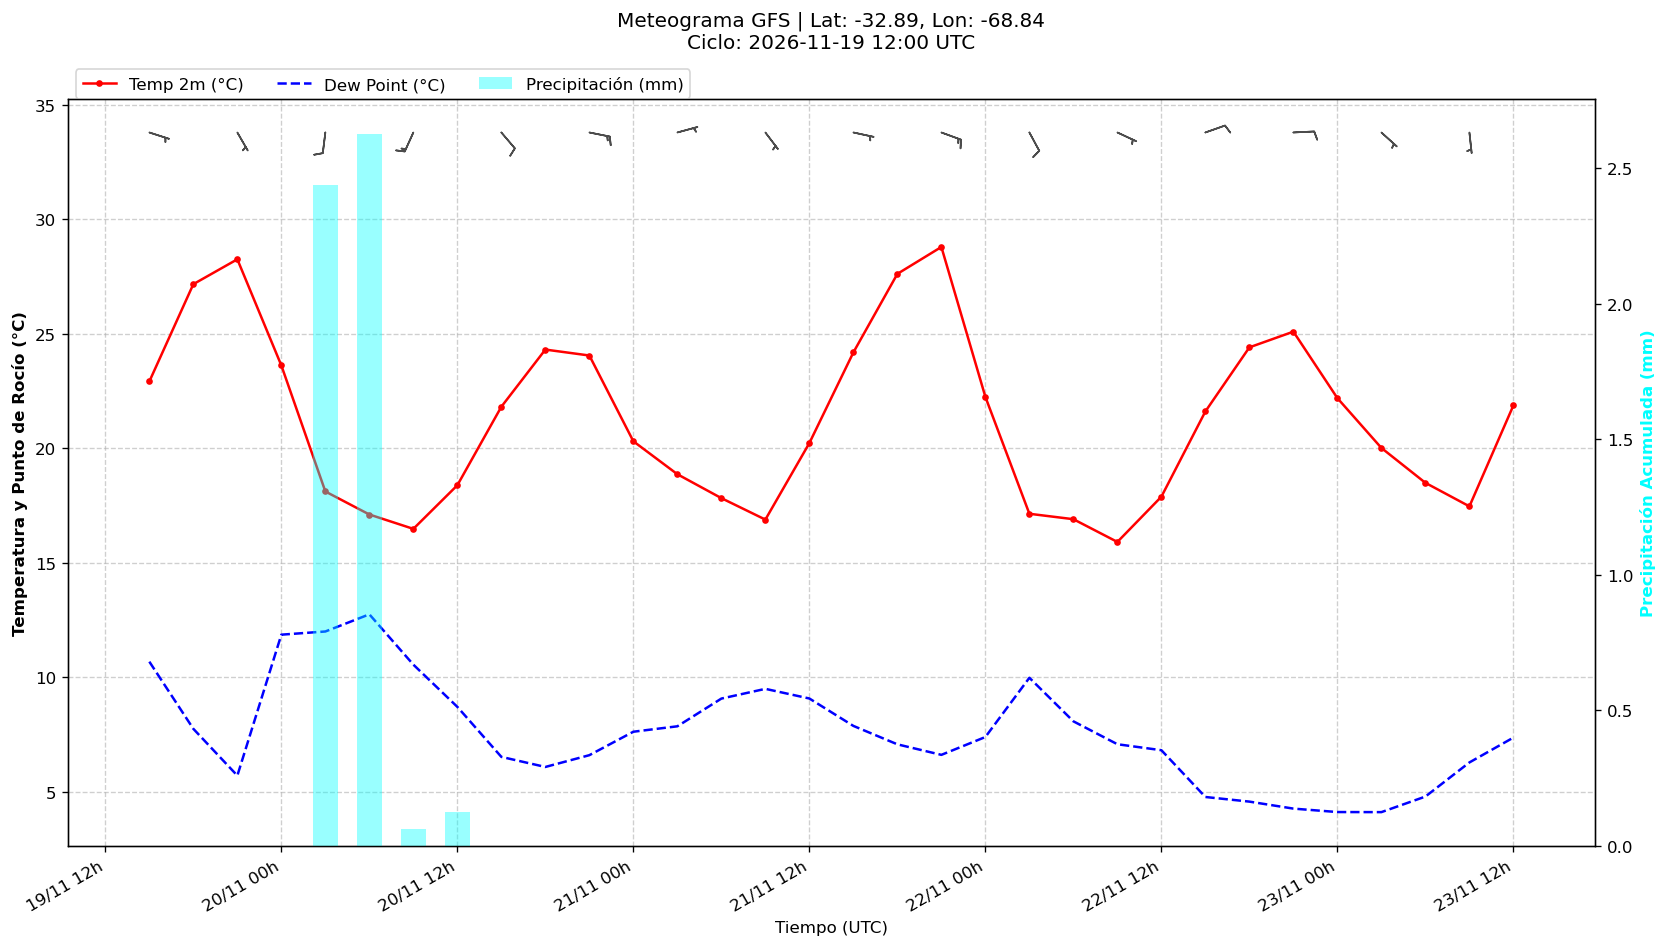 Meteograma GFS | Lat: -32.89, Lon: -68.84
Ciclo: 2026-11-19 12:00 UTC
Temp 2m (°C)
Dew Point (°C)
Precipitación (mm)
Temperatura y Punto de Rocío (°C)
35
30
25
20
15
10
5
2.5
2.0
1.5
1.0
0.5
0.0
Precipitación Acumulada (mm)
19/11 12h
20/11 00h
20/11 12h
21/11 00h
21/11 12h
22/11 00h
22/11 12h
23/11 00h
23/11 12h
Tiempo (UTC)